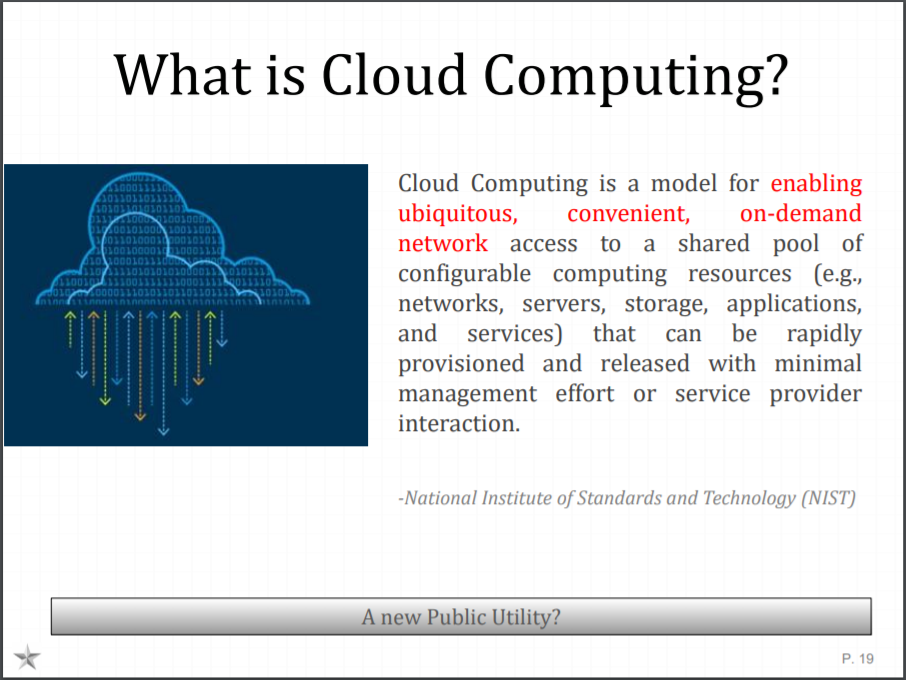 What is Cloud Computing?
Cloud Computing is a model for enabling
ubiquitous, convenient, on-demand
network access to a shared pool of
configurable computing resources (e.g.,
networks, servers, storage, applications,
and services) that can be rapidly
provisioned and released with minimal
management effort or service provider
interaction.
-National Institute of Standards and Technology (NIST)
A new Public Utility?
P. 19